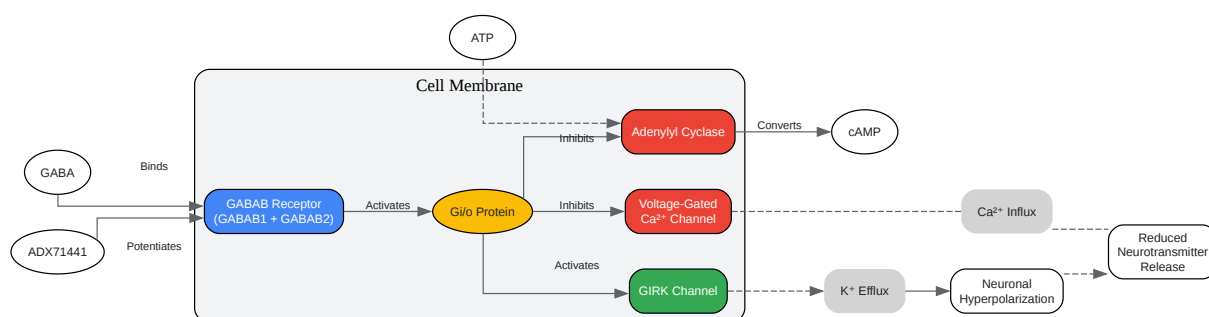 ATP
Cell Membrane
Adenylyl Cyclase
Converts
cAMP
Inhibits
GABA
Binds
GABAB Receptor
(GABAB1 + GABAB2)
Activates
Gi/o Protein
Inhibits
Voltage-Gated
Ca²⁺ Channel
Ca²⁺ Influx
ADX71441
Potentiates
Reduced
Neurotransmitter
Release
Activates
GIRK Channel
K⁺ Efflux
Neuronal
Hyperpolarization